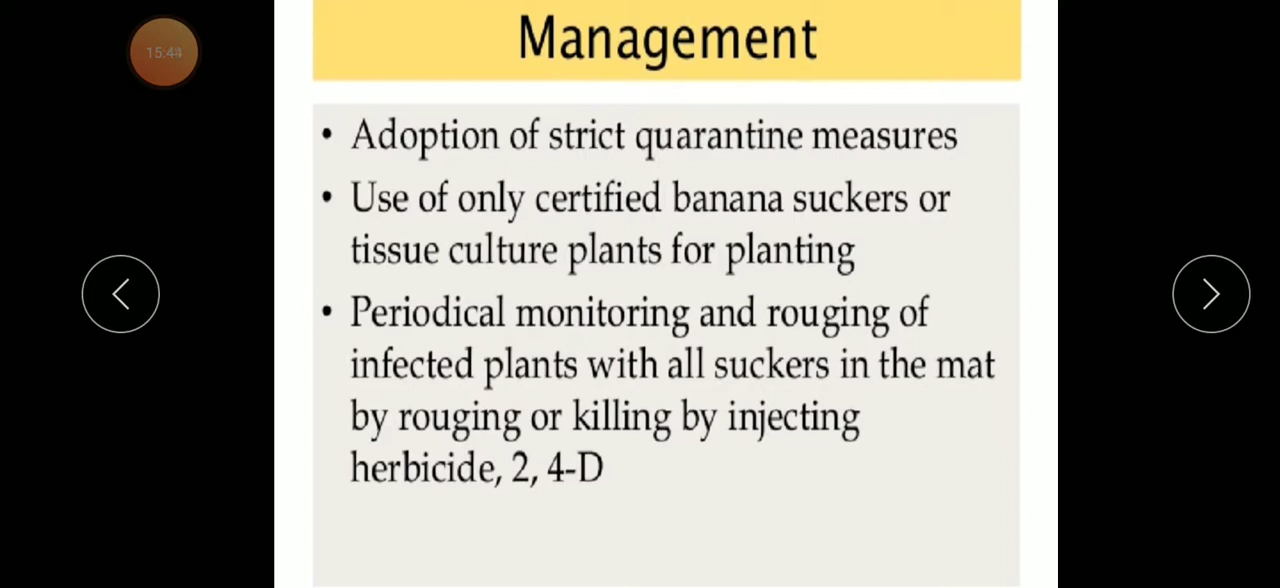 15:44
Management
• Adoption of strict quarantine measures
• Use of only certified banana suckers or
tissue culture plants for planting
• Periodical monitoring and rouging of
infected plants with all suckers in the mat
by rouging or killing by injecting
herbicide, 2, 4-D